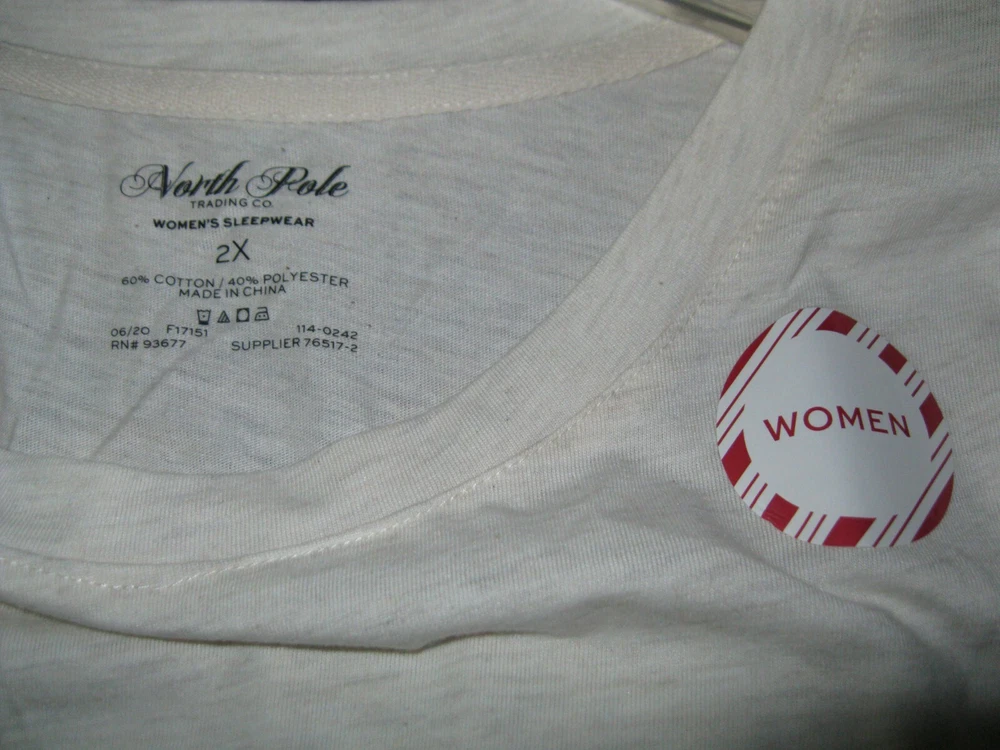 North Pole
TRADING CO.
WOMEN'S SLEEPWEAR
2X
60% COTTON / 40% POLYESTER
MADE IN CHINA
06/20 F17151 114-0242
RN# 93677 SUPPLIER 76517-2
WOMEN